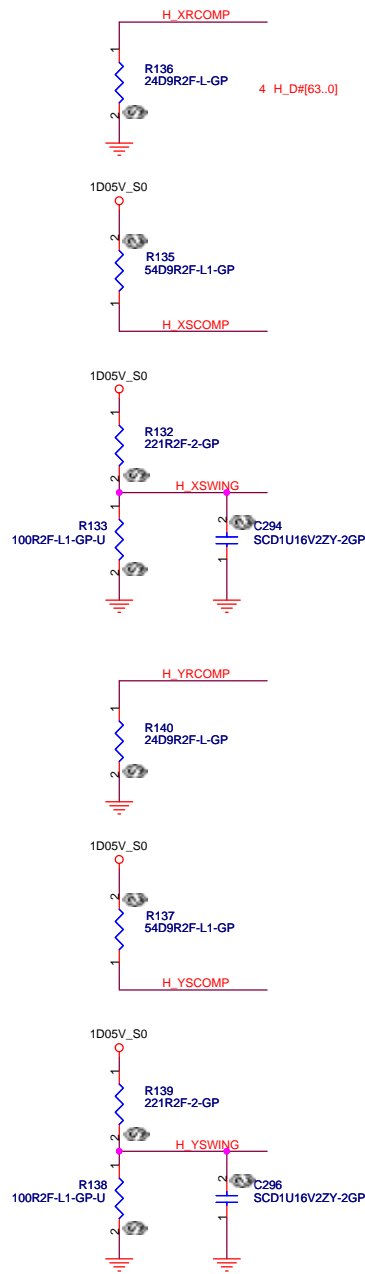 H_XRCOMP
1
R136
24D9R2F-L-GP
4 H_D#[63..0]
2
1D05V_S0
2
R135
54D9R2F-L1-GP
1
H_XSCOMP
1D05V_S0
1
R132
221R2F-2-GP
2
H_XSWING
1
R133
100R2F-L1-GP-U
2
2
C294
SCD1U16V2ZY-2GP
1
H_YRCOMP
1
R140
24D9R2F-L-GP
2
1D05V_S0
2
R137
54D9R2F-L1-GP
1
H_YSCOMP
1D05V_S0
1
R139
221R2F-2-GP
2
H_YSWING
1
R138
100R2F-L1-GP-U
2
2
C296
SCD1U16V2ZY-2GP
1